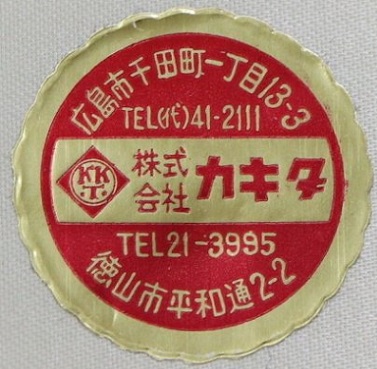 広島市千田町一丁目13-3
TEL(代)41-2111
KK
T
株式
会社
カキタ
TEL21-3995
徳山市平和通2-2